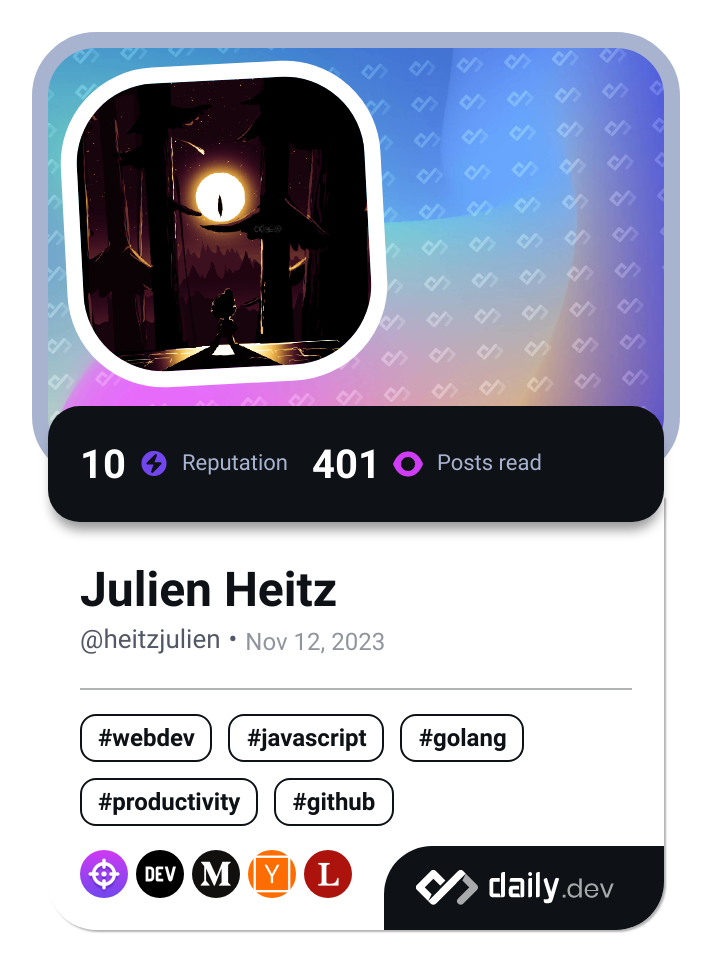 10 Reputation 401 Posts read
Julien Heitz
@heitzjulien • Nov 12, 2023
#webdev #javascript #golang
#productivity #github
DEV M Y L
daily.dev